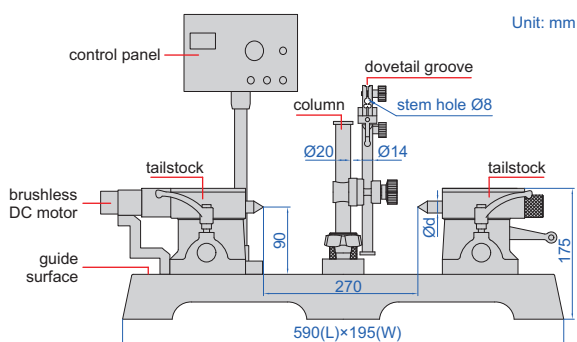 Unit: mm
control panel
dovetail groove
stem hole Ø8
column
Ø20
Ø14
tailstock
tailstock
brushless
DC motor
Ød
90
175
guide
surface
270
590(L)×195(W)